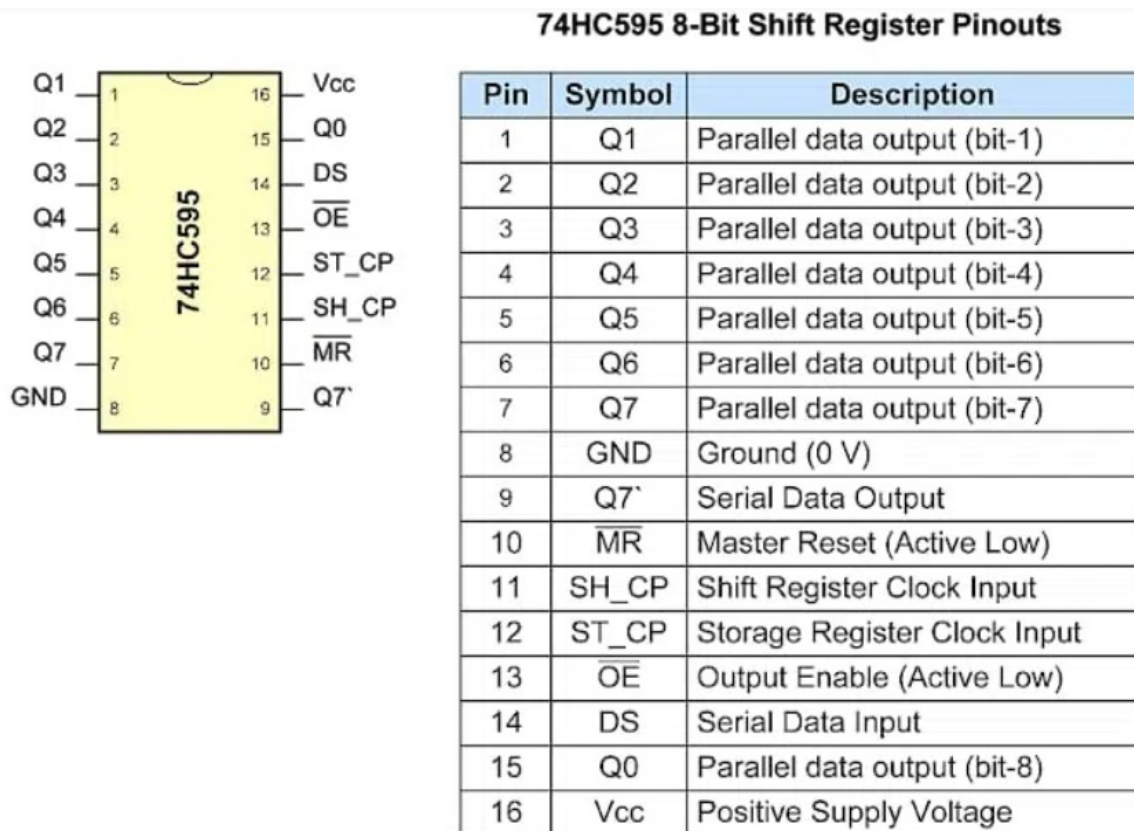 74HC595 8-Bit Shift Register Pinouts
Q1 1 16 Vcc
Q2 2 15 Q0
Q3 3 14 DS
Q4 4 13 O̅E̅
Q5 5 12 ST_CP
Q6 6 11 SH_CP
Q7 7 10 M̅R̅
GND 8 9 Q7`
74HC595
Pin Symbol Description
1 Q1 Parallel data output (bit-1)
2 Q2 Parallel data output (bit-2)
3 Q3 Parallel data output (bit-3)
4 Q4 Parallel data output (bit-4)
5 Q5 Parallel data output (bit-5)
6 Q6 Parallel data output (bit-6)
7 Q7 Parallel data output (bit-7)
8 GND Ground (0 V)
9 Q7` Serial Data Output
10 M̅R̅ Master Reset (Active Low)
11 SH_CP Shift Register Clock Input
12 ST_CP Storage Register Clock Input
13 O̅E̅ Output Enable (Active Low)
14 DS Serial Data Input
15 Q0 Parallel data output (bit-8)
16 Vcc Positive Supply Voltage